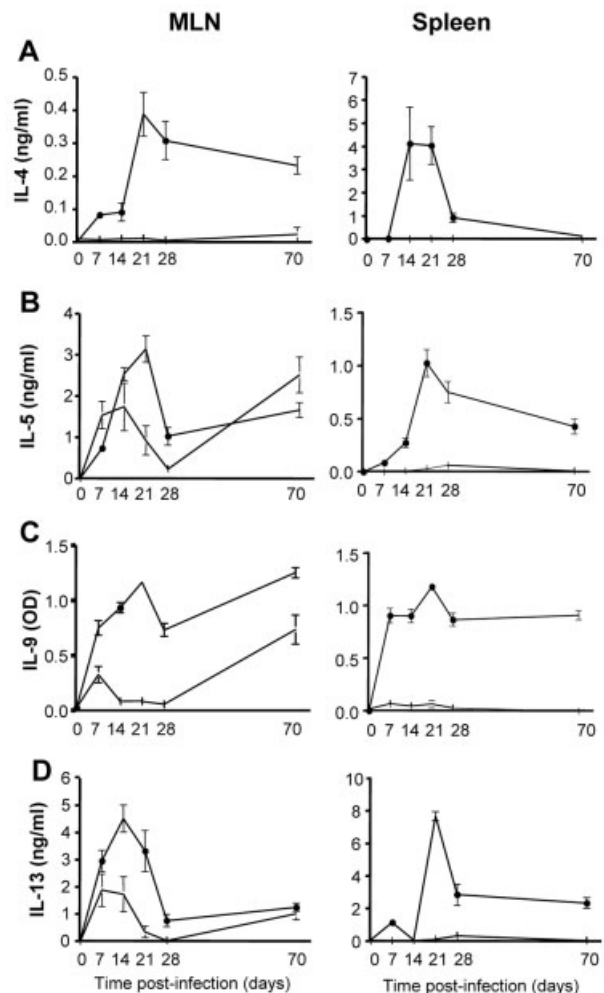 MLN Spleen
A
IL-4 (ng/ml)
0.5
0.4
0.3
0.2
0.1
0.0
0 7 14 21 28 70
7
6
5
4
3
2
1
0
0 7 14 21 28 70
B
IL-5 (ng/ml)
4
3
2
1
0
0 7 14 21 28 70
1.5
1.0
0.5
0.0
0 7 14 21 28 70
C
IL-9 (OD)
1.5
1.0
0.5
0.0
0 7 14 21 28 70
1.5
1.0
0.5
0.0
0 7 14 21 28 70
D
IL-13 (ng/ml)
6
5
4
3
2
1
0
0 7 14 21 28 70
Time post-infection (days)
10
8
6
4
2
0
0 7 14 21 28 70
Time post-infection (days)